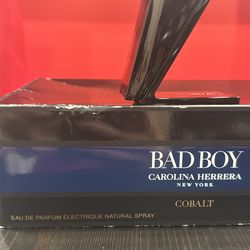 BAD BOY
CAROLINA HERRERA
NEW YORK
COBALT
EAU DE PARFUM ÉLECTRIQUE NATURAL SPRAY